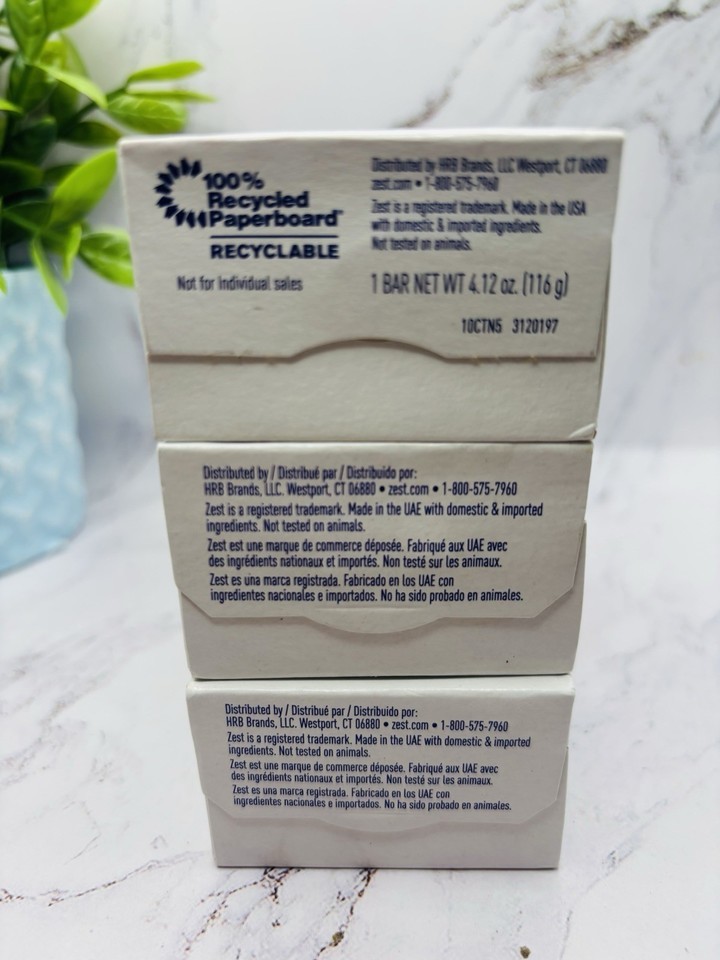 100%
Recycled
Paperboard™
RECYCLABLE
Not for Individual sales
Distributed by HRB Brands, LLC Westport, CT 06880
zest.com • 1-800-575-7960
Zest is a registered trademark. Made in the USA
with domestic & imported ingredients.
Not tested on animals.
1 BAR NET WT 4.12 oz. (116 g)
10CTN5 3120197
Distributed by / Distribué par / Distribuido por:
HRB Brands, LLC. Westport, CT 06880 • zest.com • 1-800-575-7960
Zest is a registered trademark. Made in the UAE with domestic & imported
ingredients. Not tested on animals.
Zest est une marque de commerce déposée. Fabriqué aux UAE avec
des ingrédients nationaux et importés. Non testé sur les animaux.
Zest es una marca registrada. Fabricado en los UAE con
ingredientes nacionales e importados. No ha sido probado en animales.
Distributed by / Distribué par / Distribuido por:
HRB Brands, LLC. Westport, CT 06880 • zest.com • 1-800-575-7960
Zest is a registered trademark. Made in the UAE with domestic & imported
ingredients. Not tested on animals.
Zest est une marque de commerce déposée. Fabriqué aux UAE avec
des ingrédients nationaux et importés. Non testé sur les animaux.
Zest es una marca registrada. Fabricado en los UAE con
ingredientes nacionales e importados. No ha sido probado en animales.